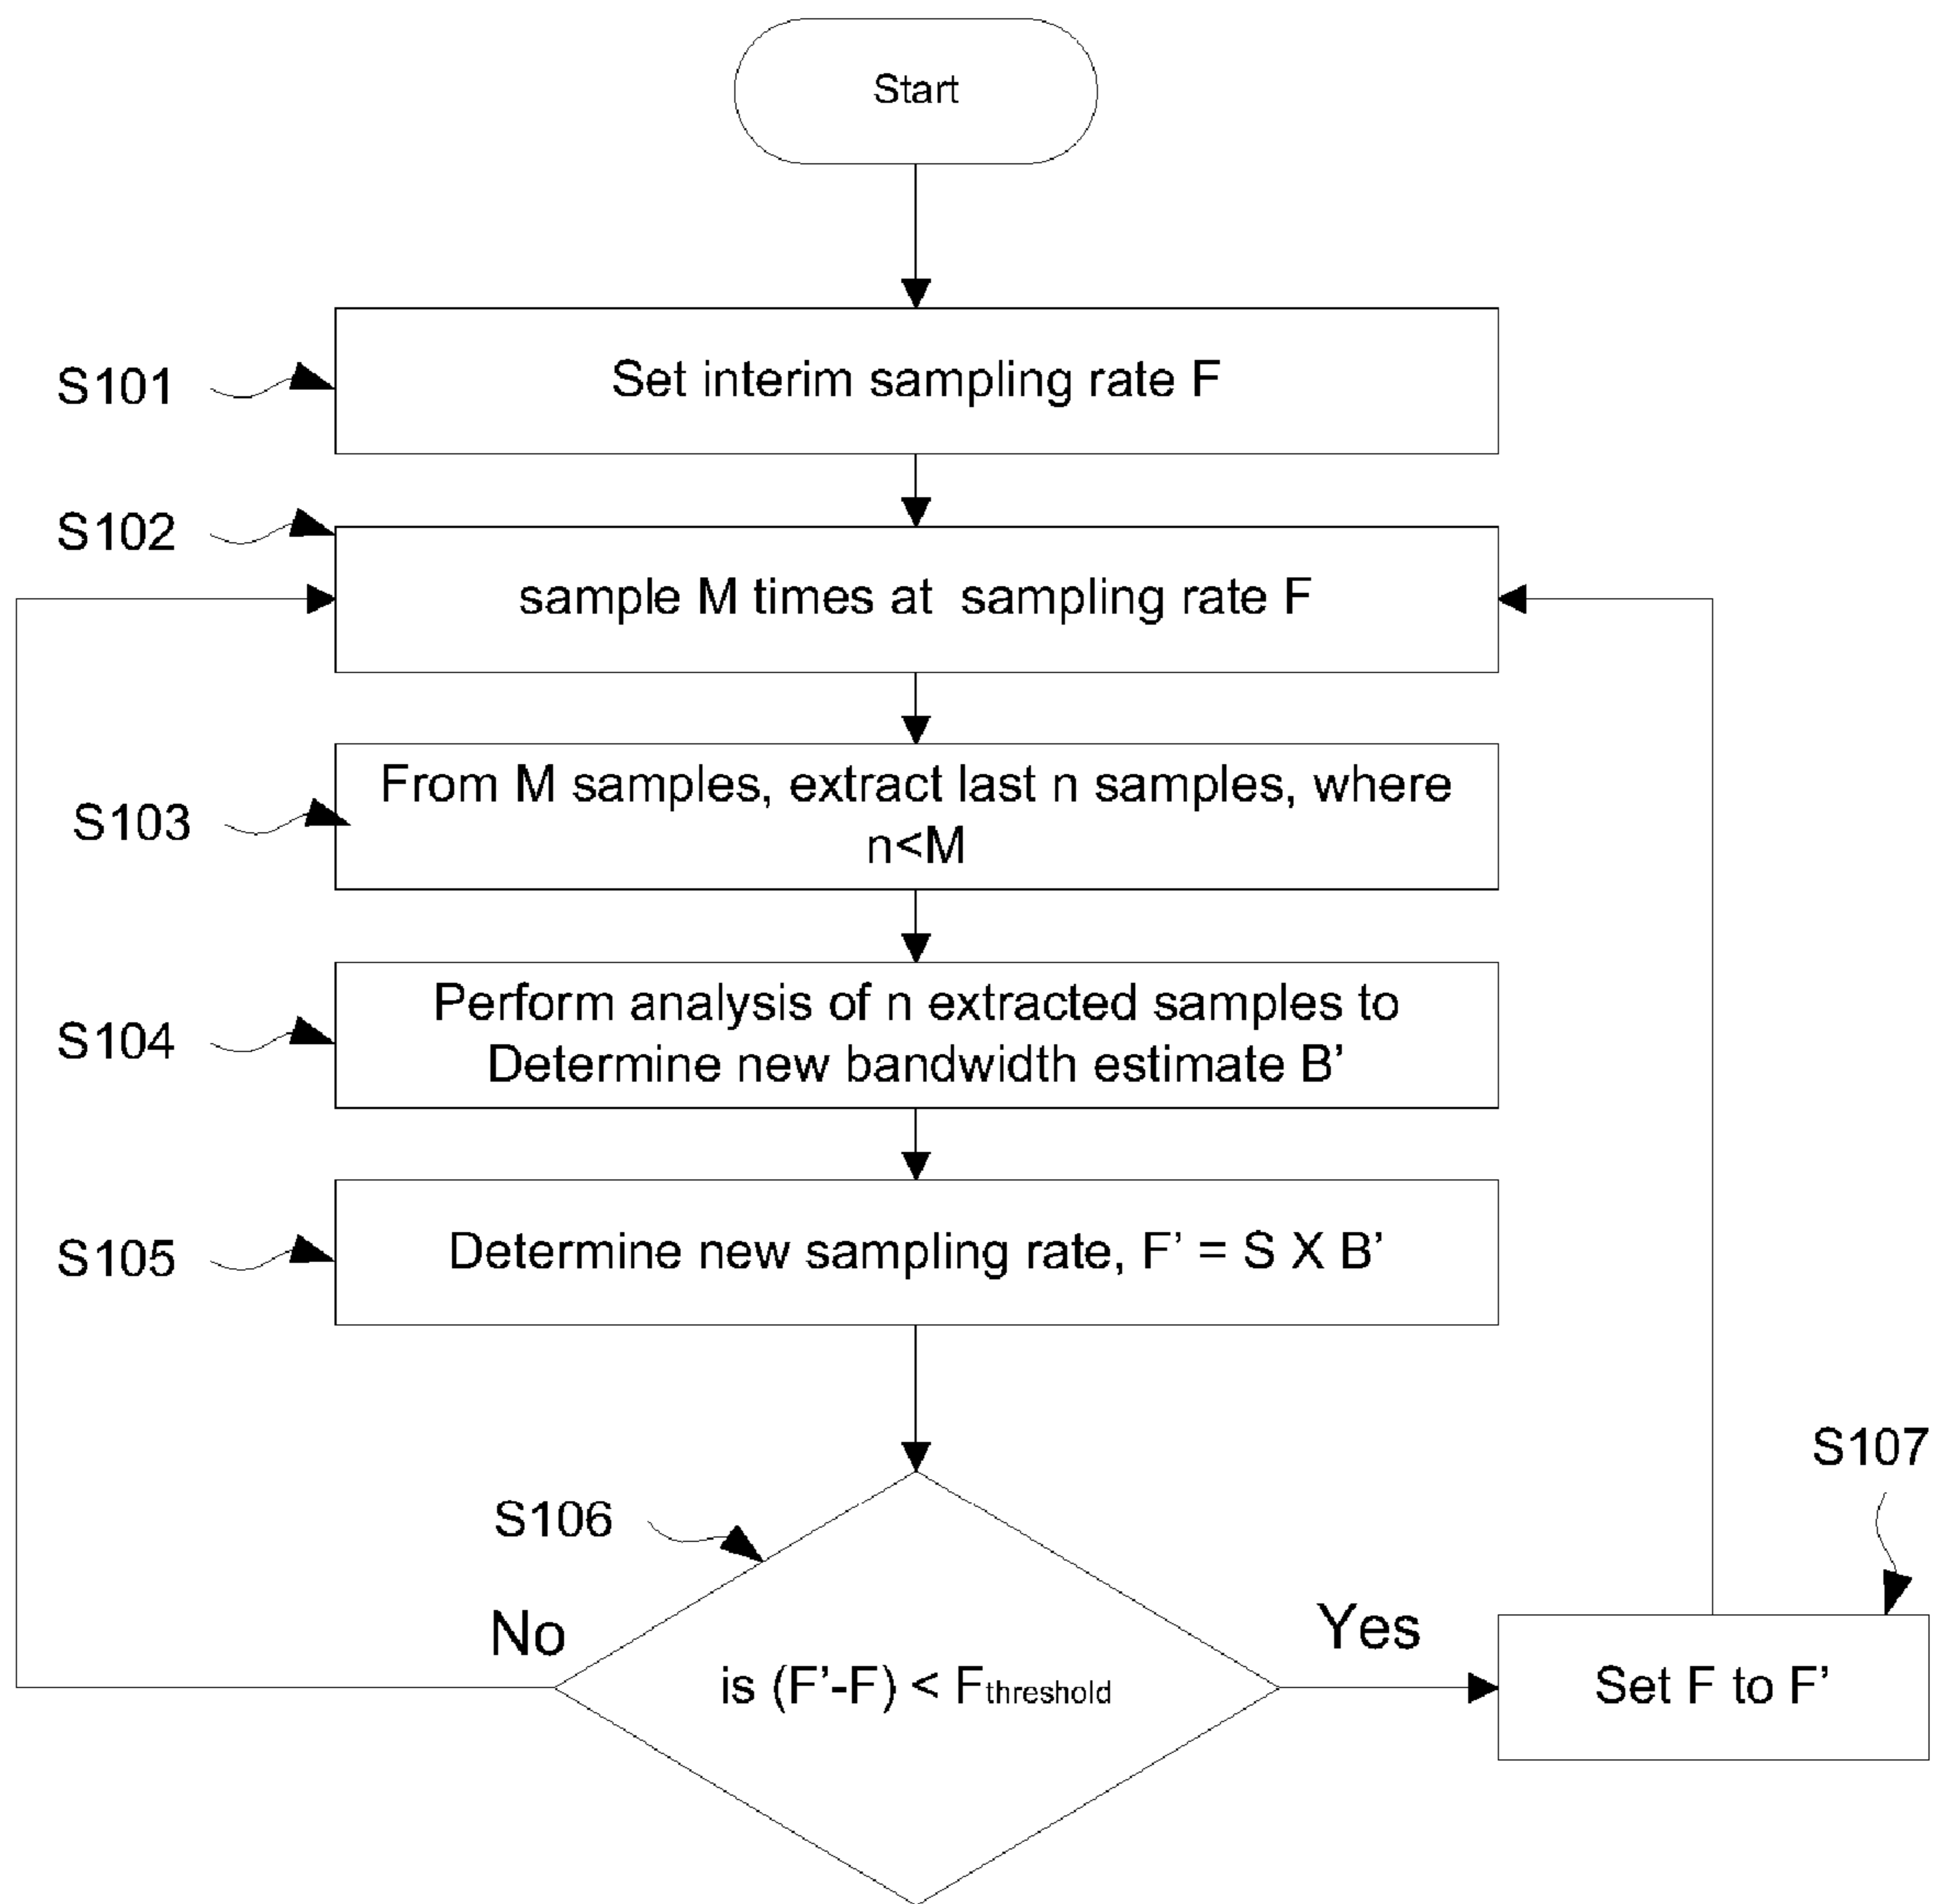 Start
S101
Set interim sampling rate F
S102
sample M times at sampling rate F
S103
From M samples, extract last n samples, where
n<M
S104
Perform analysis of n extracted samples to
Determine new bandwidth estimate B’
S105
Determine new sampling rate, F’ = S X B’
S106
No
is (F’-F) < Fthreshold
Yes
S107
Set F to F’